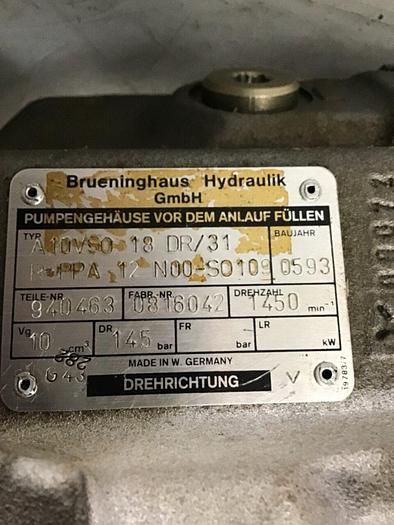 Brueninghaus Hydraulik
GmbH
PUMPENGEHÄUSE VOR DEM ANLAUF FÜLLEN
TYP BAUJAHR
A10VSO 18 DR/31
PPA 12 N00-SO109 0593
TEILE-NR FABR.-NR DREHZAHL
940463 0816042 1450 min⁻¹
Vg DR FR LR
10 cm³ 145 bar bar kW
MADE IN W. GERMANY
DREHRICHTUNG
19783/7